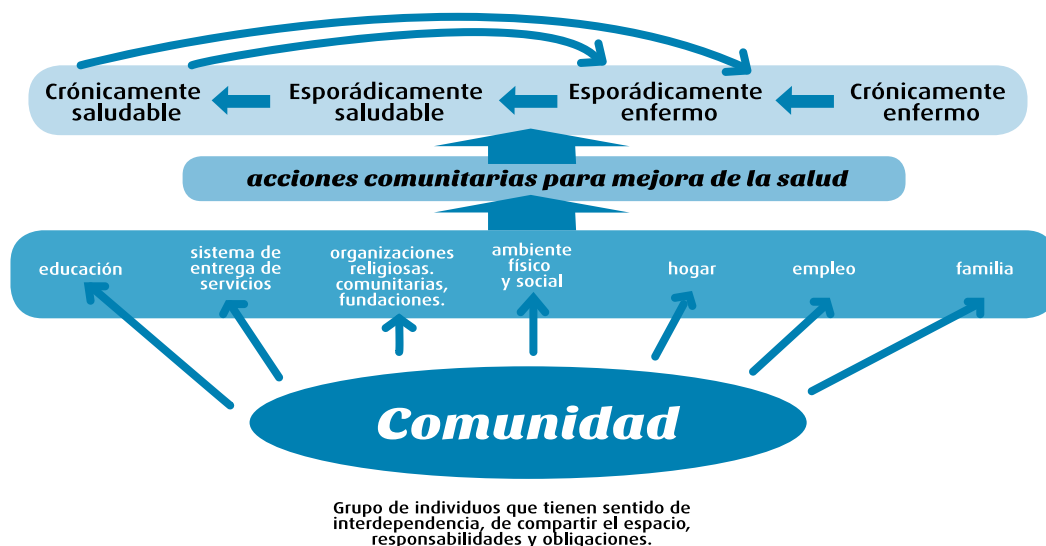 Crónicamente
saludable
Esporádicamente
saludable
Esporádicamente
enfermo
Crónicamente
enfermo
acciones comunitarias para mejora de la salud
educación
sistema de
entrega de
servicios
organizaciones
religiosas.
comunitarias,
fundaciones.
ambiente
físico
y social
hogar
empleo
familia
Comunidad
Grupo de individuos que tienen sentido de
interdependencia, de compartir el espacio,
responsabilidades y obligaciones.